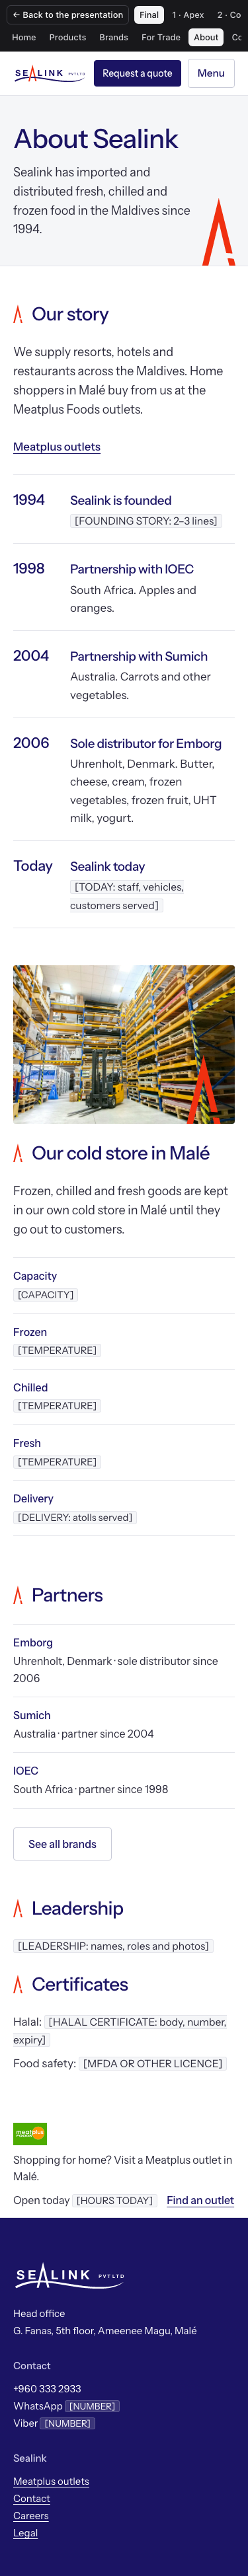 ← Back to the presentation Final 1 · Apex 2 · Co
Home Products Brands For Trade About Co
SEALINK PVT LTD Request a quote Menu
About Sealink
Sealink has imported and
distributed fresh, chilled and
frozen food in the Maldives since
1994.
Our story
We supply resorts, hotels and
restaurants across the Maldives. Home
shoppers in Malé buy from us at the
Meatplus Foods outlets.
Meatplus outlets
1994 Sealink is founded
[FOUNDING STORY: 2–3 lines]
1998 Partnership with IOEC
South Africa. Apples and
oranges.
2004 Partnership with Sumich
Australia. Carrots and other
vegetables.
2006 Sole distributor for Emborg
Uhrenholt, Denmark. Butter,
cheese, cream, frozen
vegetables, frozen fruit, UHT
milk, yogurt.
Today Sealink today
[TODAY: staff, vehicles,
customers served]
Our cold store in Malé
Frozen, chilled and fresh goods are kept
in our own cold store in Malé until they
go out to customers.
Capacity
[CAPACITY]
Frozen
[TEMPERATURE]
Chilled
[TEMPERATURE]
Fresh
[TEMPERATURE]
Delivery
[DELIVERY: atolls served]
Partners
Emborg
Uhrenholt, Denmark · sole distributor since
2006
Sumich
Australia · partner since 2004
IOEC
South Africa · partner since 1998
See all brands
Leadership
[LEADERSHIP: names, roles and photos]
Certificates
Halal: [HALAL CERTIFICATE: body, number,
expiry]
Food safety: [MFDA OR OTHER LICENCE]
meatplus
Shopping for home? Visit a Meatplus outlet in
Malé.
Open today [HOURS TODAY] Find an outlet
SEALINK PVT LTD
Head office
G. Fanas, 5th floor, Ameenee Magu, Malé
Contact
+960 333 2933
WhatsApp [NUMBER]
Viber [NUMBER]
Sealink
Meatplus outlets
Contact
Careers
Legal